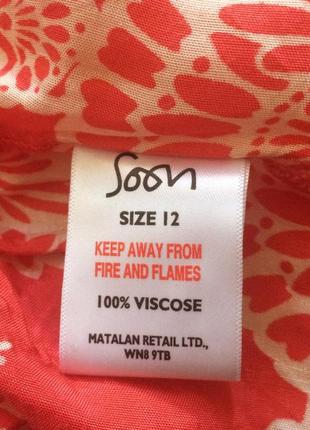 Soon
SIZE 12
KEEP AWAY FROM
FIRE AND FLAMES
100% VISCOSE
MATALAN RETAIL LTD.,
WN8 9TB